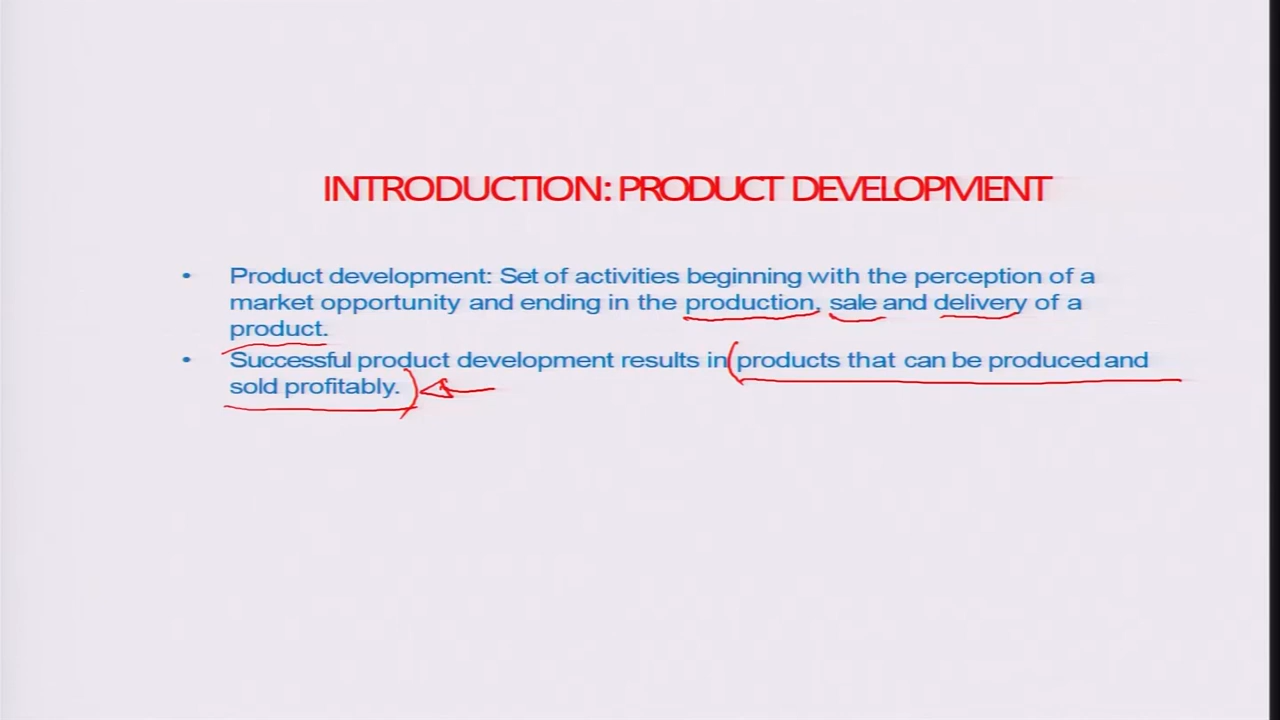 INTRODUCTION: PRODUCT DEVELOPMENT
• Product development: Set of activities beginning with the perception of a
market opportunity and ending in the production, sale and delivery of a
product.
• Successful product development results in products that can be produced and
sold profitably.